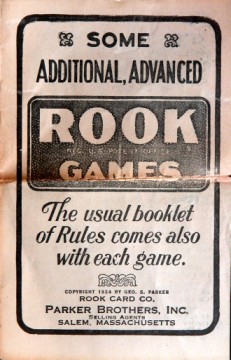 SOME
ADDITIONAL, ADVANCED
ROOK
REG. U.S. PATENT OFFICE
GAMES
The usual booklet
of Rules comes also
with each game.
COPYRIGHT 1924 BY GEO. S. PARKER
ROOK CARD CO.
PARKER BROTHERS, INC.
SELLING AGENTS
SALEM, MASSACHUSETTS